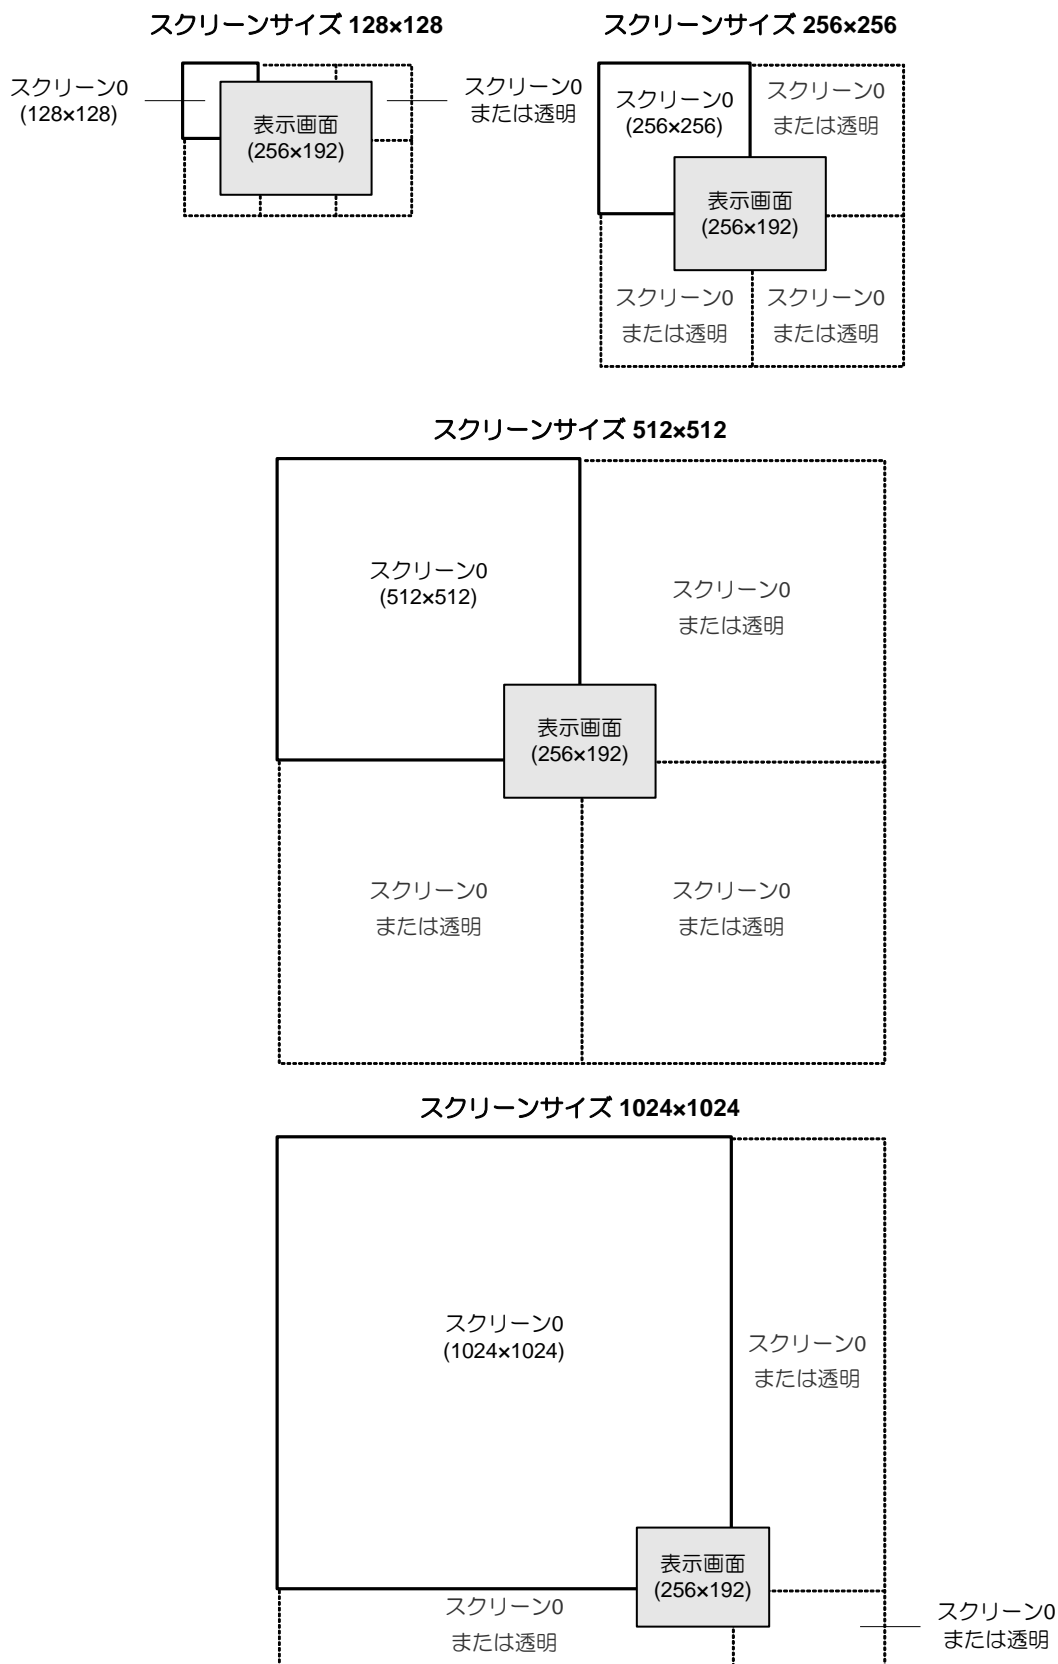 スクリーンサイズ 128×128
スクリーン0
(128×128)
表示画面
(256×192)
スクリーン0
または透明
スクリーンサイズ 256×256
スクリーン0
(256×256)
スクリーン0
または透明
表示画面
(256×192)
スクリーン0
または透明
スクリーン0
または透明
スクリーンサイズ 512×512
スクリーン0
(512×512)
スクリーン0
または透明
表示画面
(256×192)
スクリーン0
または透明
スクリーン0
または透明
スクリーンサイズ 1024×1024
スクリーン0
(1024×1024)
スクリーン0
または透明
表示画面
(256×192)
スクリーン0
または透明
スクリーン0
または透明